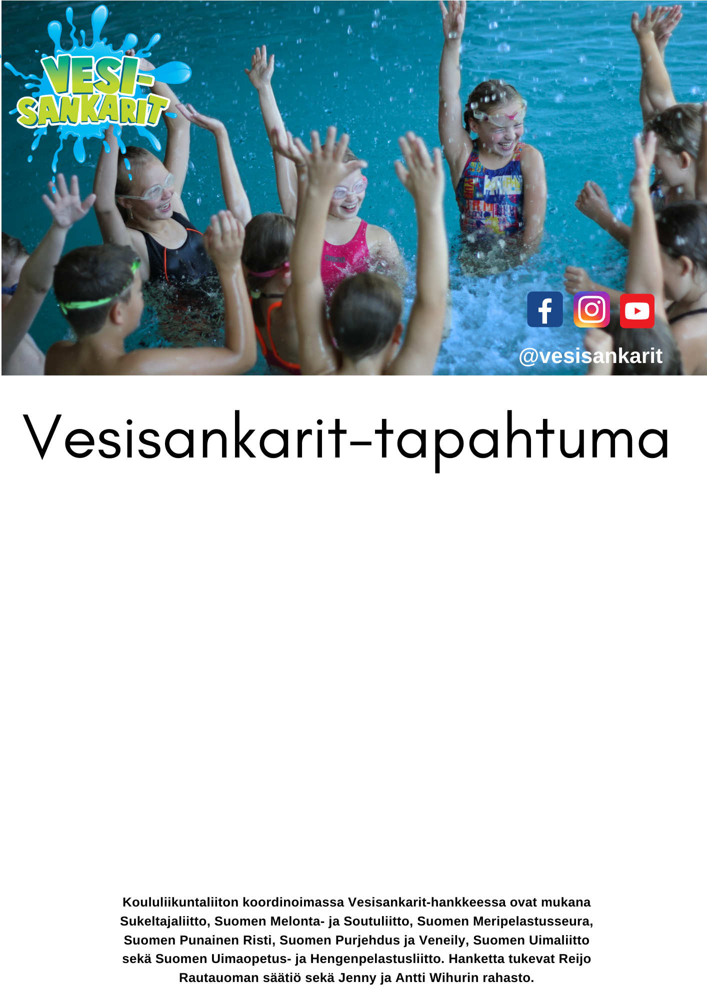 VESI-
SANKARIT
arena
@vesisankarit
Vesisankarit-tapahtuma
Koululiikuntaliiton koordinoimassa Vesisankarit-hankkeessa ovat mukana
Sukeltajaliitto, Suomen Melonta- ja Soutuliitto, Suomen Meripelastusseura,
Suomen Punainen Risti, Suomen Purjehdus ja Veneily, Suomen Uimaliitto
sekä Suomen Uimaopetus- ja Hengenpelastusliitto. Hanketta tukevat Reijo
Rautauoman säätiö sekä Jenny ja Antti Wihurin rahasto.